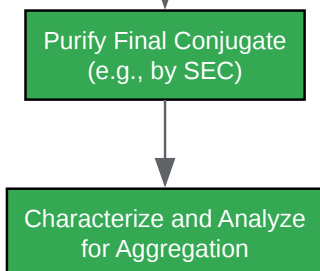 Purify Final Conjugate
(e.g., by SEC)
Characterize and Analyze
for Aggregation